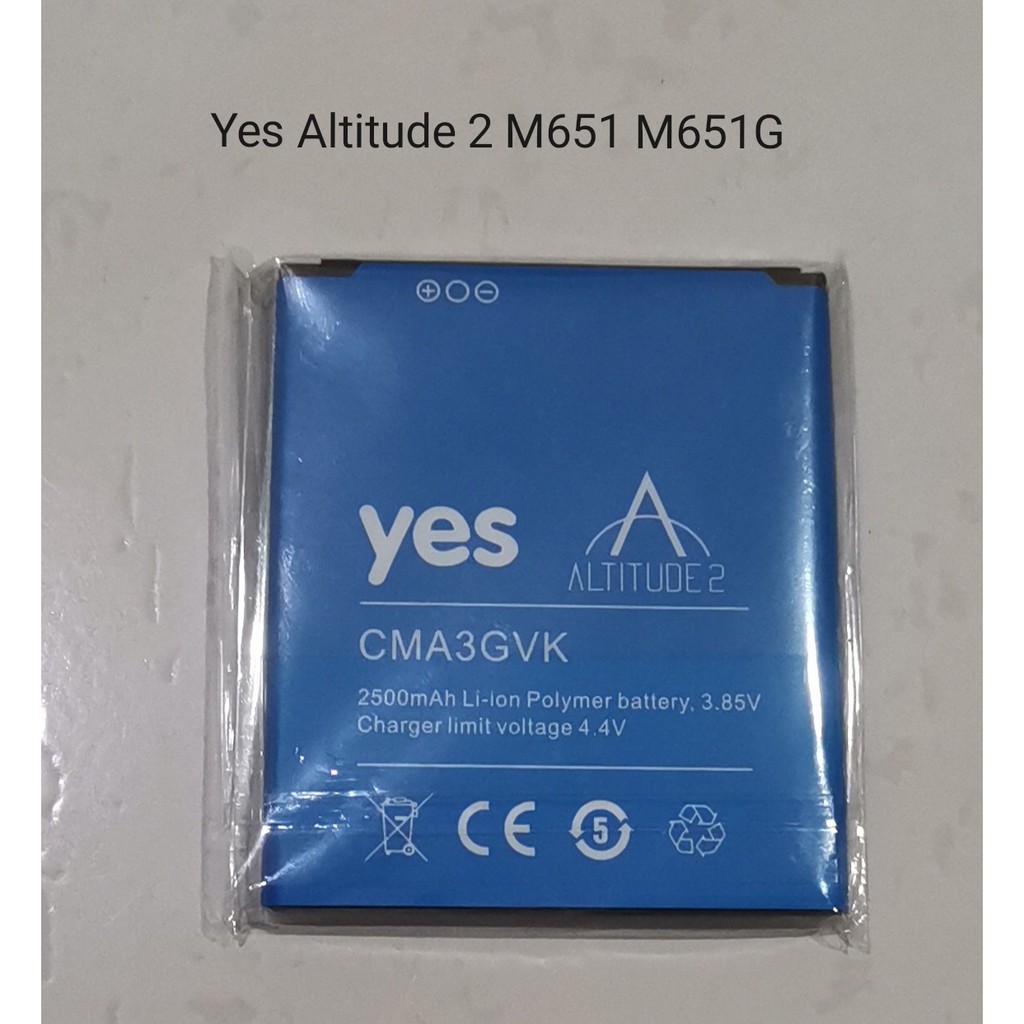 Yes Altitude 2 M651 M651G
yes
ALTITUDE 2
CMA3GVK
2500mAh Li-Ion Polymer battery, 3.85V
Charger limit voltage 4.4V
CE
5